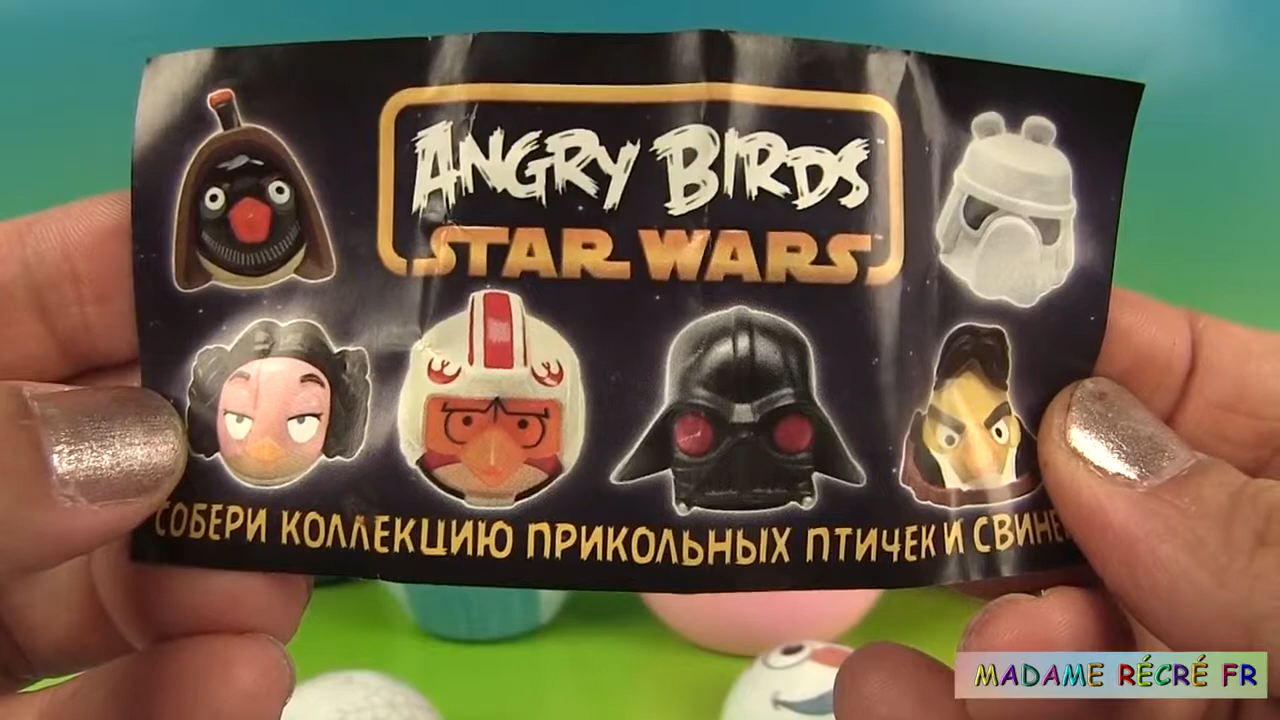 ANGRY BIRDS
STAR WARS
СОБЕРИ КОЛЛЕКЦИЮ ПРИКОЛЬНЫХ ПТИЧЕК И
MADAME RÉCRÉ FR